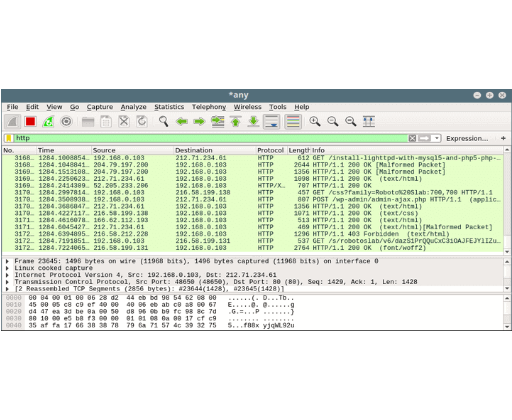 *any
File Edit View Go Capture Analyze Statistics Telephony Wireless Tools Help
http Expression... +
No. Time Source Destination Protocol Length Info
3168… 1284.1008854… 192.168.0.103 212.71.234.61 HTTP 612 GET /install-lighttpd-with-mysql5-and-php5-php-…
3168… 204.79.197.200 192.168.0.103 HTTP 2644 HTTP/1.1 200 OK [Malformed Packet]
3169… 1284.1513108… 204.79.197.200 192.168.0.103 HTTP 1356 HTTP/1.1 200 OK [Malformed Packet]
3169… 1284.2250623… 212.71.234.61 192.168.0.103 HTTP 1090 HTTP/1.1 200 OK (text/html)
3169… 1284.2414389… 52.205.233.206 192.168.0.103 HTTP/X… 707 HTTP/1.1 200 OK
3170… 1284.2997814… 192.168.0.103 216.58.199.138 HTTP 457 GET /css?family=Roboto%20Slab:700,700 HTTP/1.1
3170… 1284.3508938… 192.168.0.103 212.71.234.61 HTTP 807 POST /wp-admin/admin-ajax.php HTTP/1.1 (applic…
3170… 1284.3686847… 212.71.234.61 192.168.0.103 HTTP 1356 HTTP/1.1 200 OK (text/html)
3170… 1284.4227117… 216.58.199.138 192.168.0.103 HTTP 1071 HTTP/1.1 200 OK (text/css)
3171… 1284.4610078… 166.62.112.193 192.168.0.103 HTTP 513 HTTP/1.1 200 OK (text/html)
3171… 1284.6045427… 212.71.234.61 192.168.0.103 HTTP 469 HTTP/1.1 200 OK (text/html)[Malformed Packet]
3172… 1284.6394895… 216.58.212.228 192.168.0.103 HTTP 1296 HTTP/1.1 403 Forbidden (text/html)
3172… 1284.7191851… 192.168.0.103 216.58.199.131 HTTP 537 GET
3172… 1284.7224065… 216.58.199.131 192.168.0.103 HTTP 2764 HTTP/1.1 200 OK (font/woff2)
Frame 23645: 1496 bytes on wire (11968 bits), 1496 bytes captured (11968 bits) on interface 0
Linux cooked capture
Internet Protocol Version 4, Src: 192.168.0.103, Dst: 212.71.234.61
Transmission Control Protocol, Src Port: 48650 (48650), Dst Port: 80 (80), Seq: 1429, Ack: 1, Len: 1428
[2 Reassembled TCP Segments (2856 bytes): #23644(1428), #23645(1428)]
0000 00 04 00 01 00 06 28 d2 44 eb bd 98 54 62 08 00 ......(. D...Tb..
0010 45 00 05 c8 c9 ef 40 00 40 06 eb ab c0 a8 00 67 E.....@. @......g
0020 d4 47 ea 3d be 0a 00 50 d8 96 0b b9 fc 98 8c 7d .G.=...P .......}
0030 80 10 00 e5 b8 f3 00 00 01 01 08 0a 00 17 cf c9 ........ ........
0040 35 af fa 17 66 38 38 78 79 6a 71 57 4c 39 32 75 5...f88x yjqWL92u